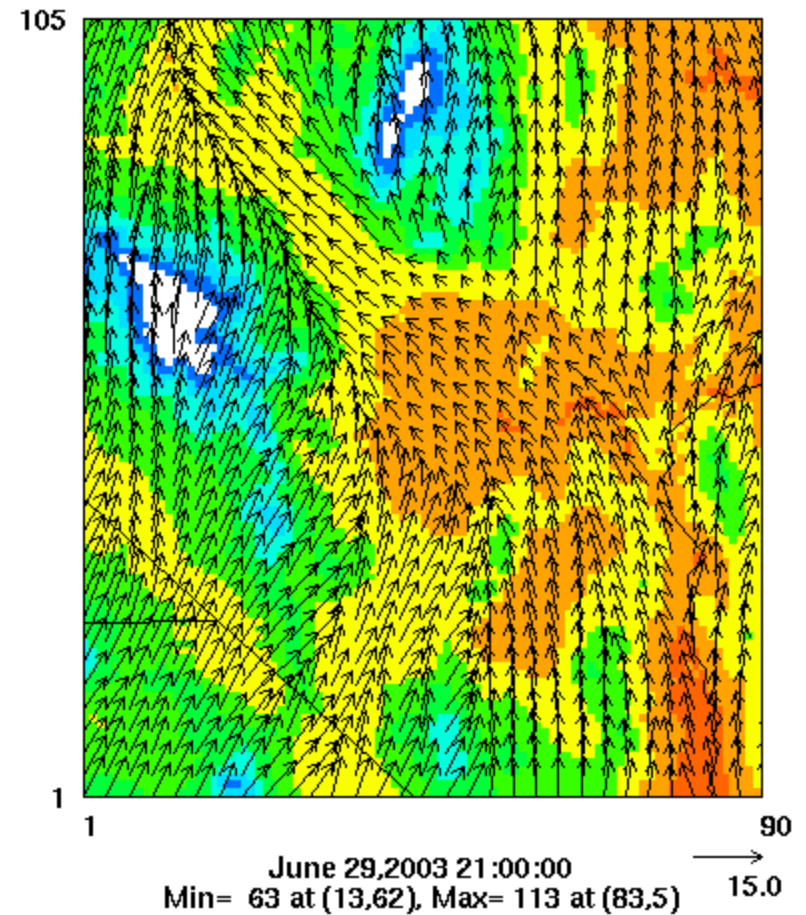 105
1
1
90
15.0
June 29,2003 21:00:00
Min= 63 at (13,62), Max= 113 at (83,5)